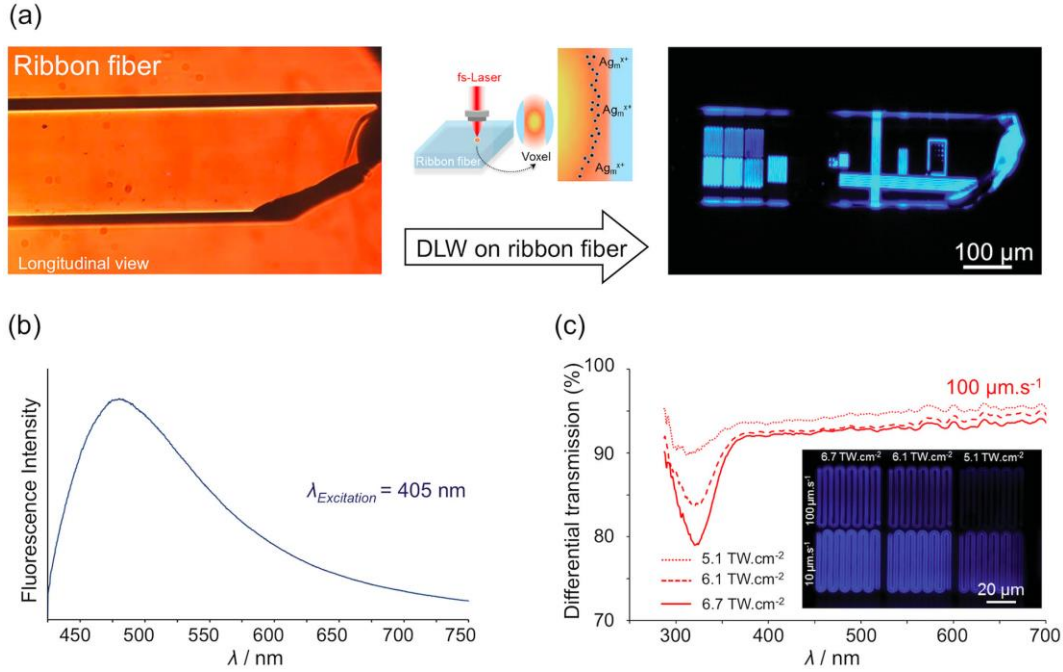 (a)
Ribbon fiber
Longitudinal view
fs-Laser
Ribbon fiber
Voxel
Agₘˣ⁺
Agₘˣ⁺
Agₘˣ⁺
DLW on ribbon fiber
100 μm
(b)
Fluorescence Intensity
λExcitation = 405 nm
450 500 550 600 650 700 750
λ / nm
(c)
Differential transmission (%)
100
90
80
70
100 μm.s⁻¹
6.7 TW.cm⁻² 6.1 TW.cm⁻² 5.1 TW.cm⁻²
100 μm.s⁻¹
10 μm.s⁻¹
20 μm
5.1 TW.cm⁻²
6.1 TW.cm⁻²
6.7 TW.cm⁻²
300 400 500 600 700
λ / nm